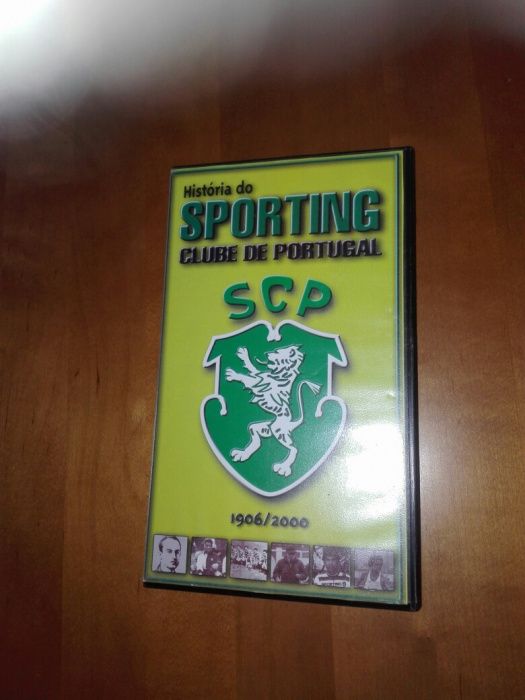 História do
SPORTING
CLUBE DE PORTUGAL
SCP
1906/2000